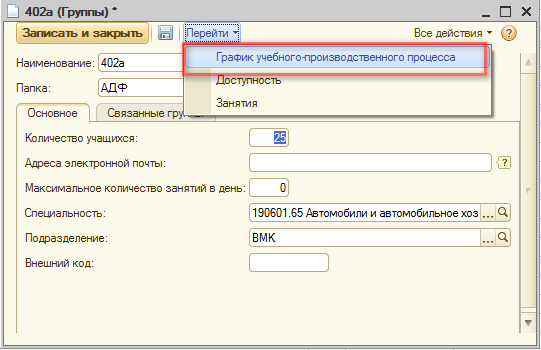 402а (Группы) *
Записать и закрыть Перейти Все действия ?
График учебного-производственного процесса
Наименование: 402а
Доступность
Папка: АДФ
Занятия
Основное Связанные групп
Количество учащихся: 25
Адреса электронной почты: ?
Максимальное количество занятий в день: 0
Специальность: 190601.65 Автомобили и автомобильное хоз ...
Подразделение: ВМК ...
Внешний код: